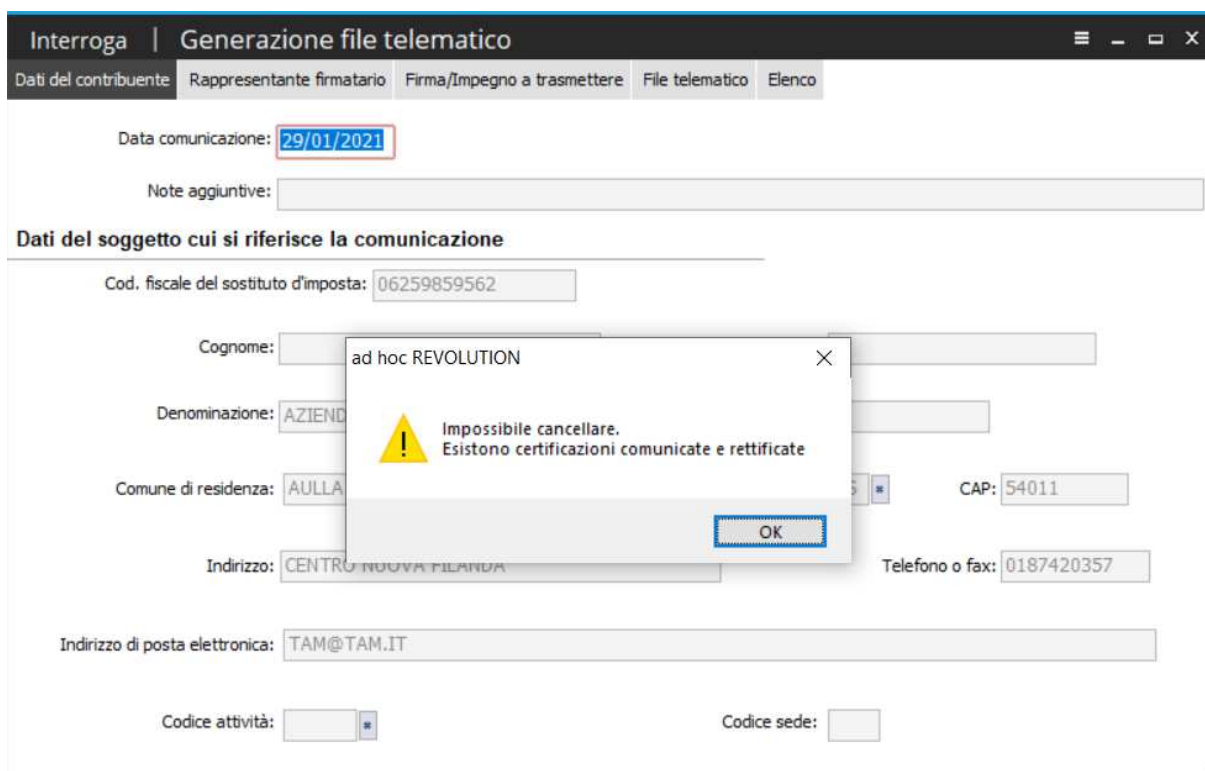 Interroga | Generazione file telematico
Dati del contribuente Rappresentante firmatario Firma/Impegno a trasmettere File telematico Elenco
Data comunicazione: 29/01/2021
Note aggiuntive:
Dati del soggetto cui si riferisce la comunicazione
Cod. fiscale del sostituto d'imposta: 06259859562
Cognome:
ad hoc REVOLUTION
Impossibile cancellare.
Esistono certificazioni comunicate e rettificate
OK
Denominazione:
Comune di residenza: AULLA CAP: 54011
Indirizzo: CENTRO NUOVA FILANDA Telefono o fax: 0187420357
Indirizzo di posta elettronica: TAM@TAM.IT
Codice attività: Codice sede: